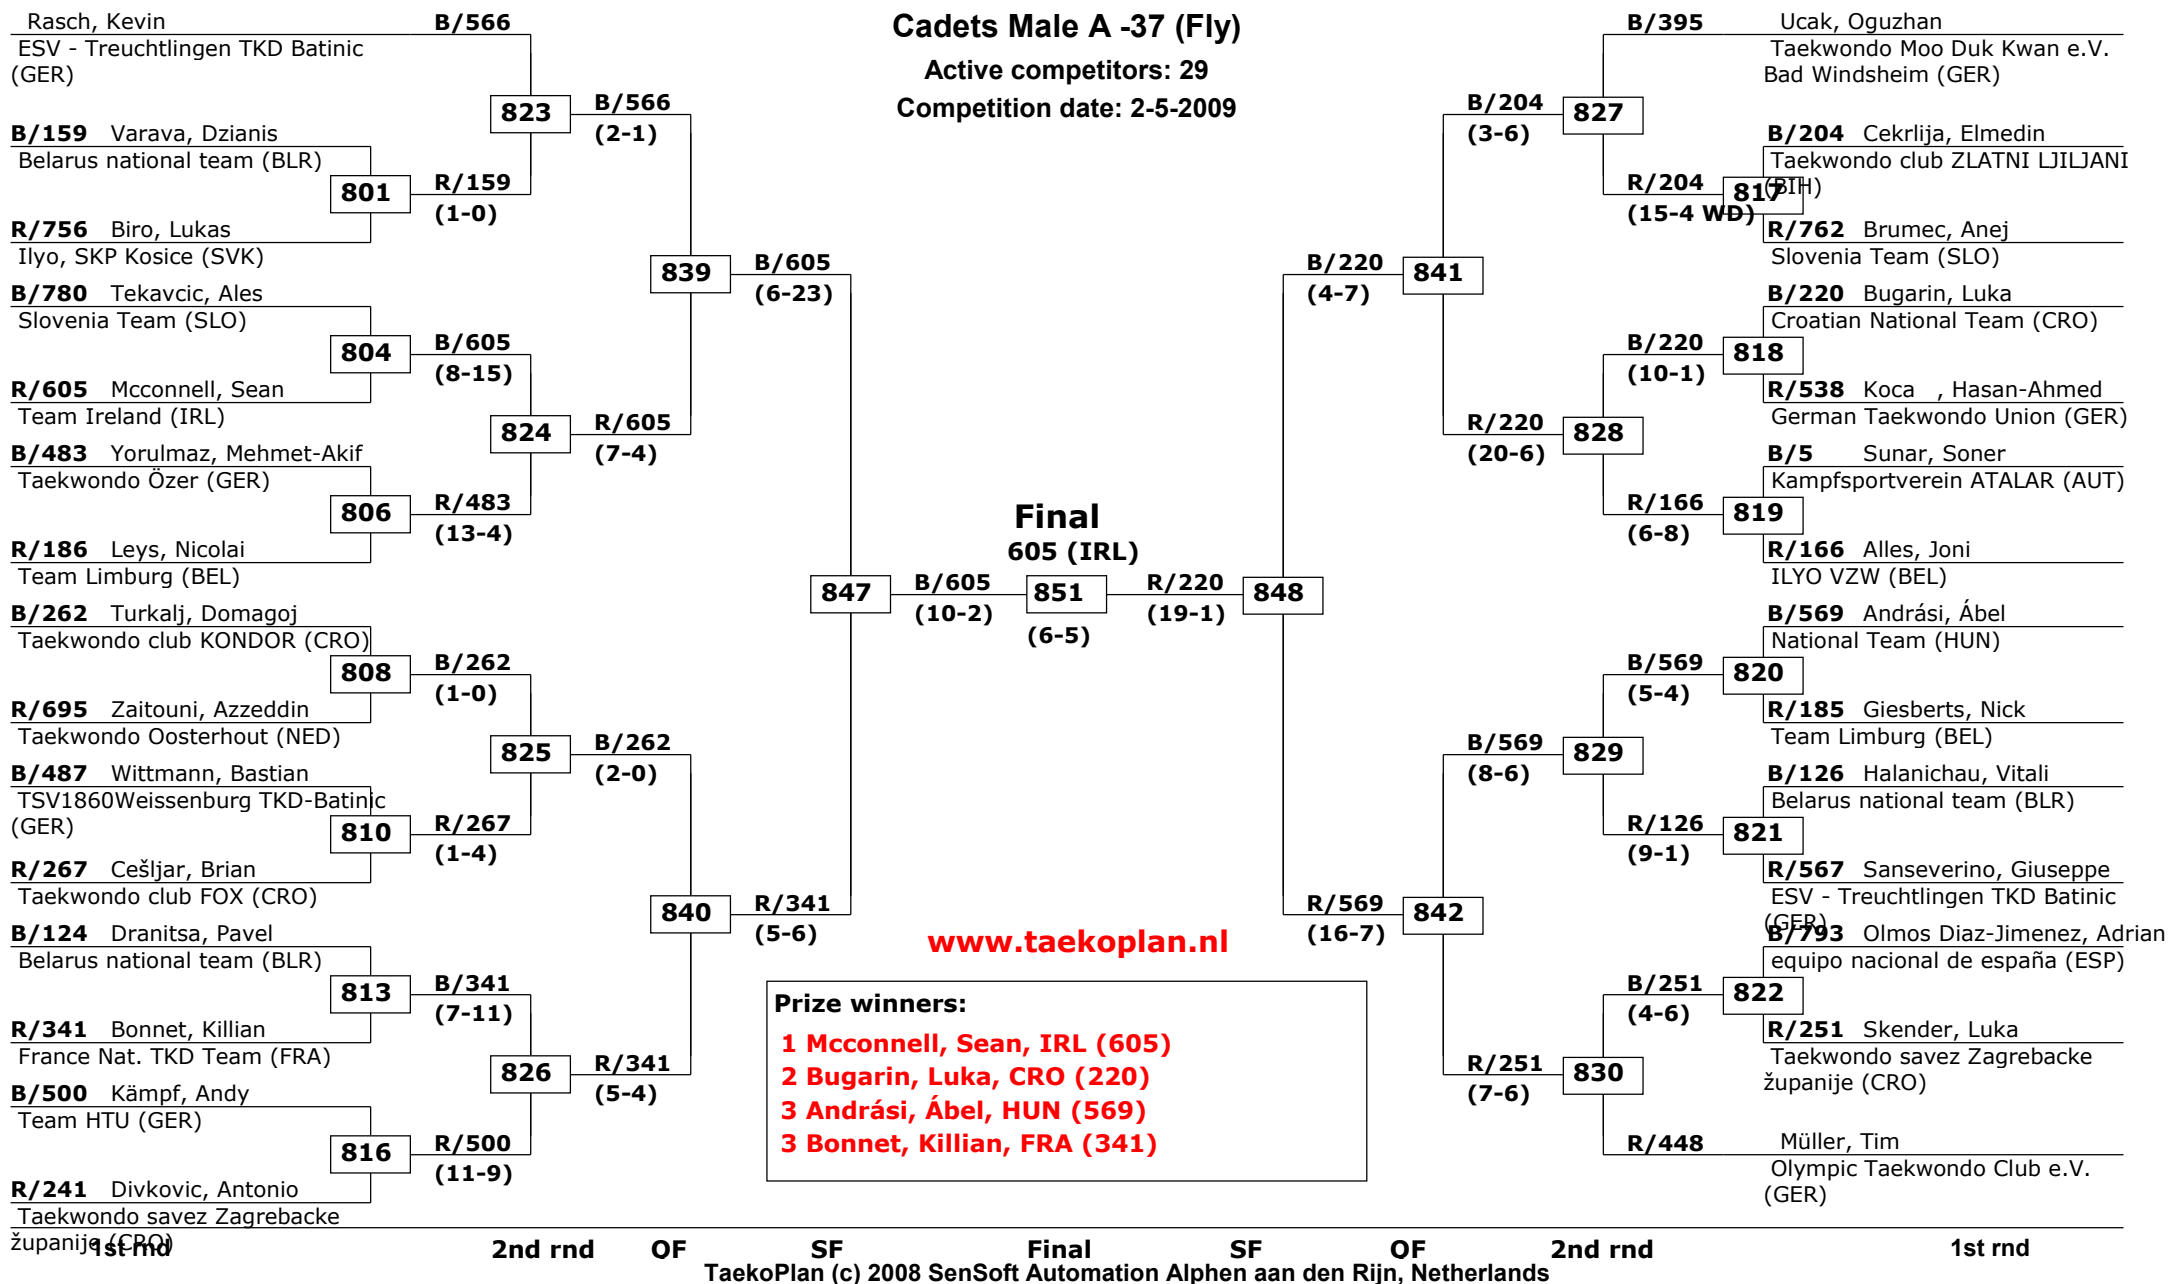 Cadets Male A -37 (Fly)
Active competitors: 29
Competition date: 2-5-2009
Rasch, Kevin
ESV - Treuchtlingen TKD Batinic
(GER)
B/566
B/159 Varava, Dzianis
Belarus national team (BLR)
801
R/756 Biro, Lukas
Ilyo, SKP Kosice (SVK)
R/159
(1-0)
823
B/566
(2-1)
B/780 Tekavcic, Ales
Slovenia Team (SLO)
804
R/605 Mcconnell, Sean
Team Ireland (IRL)
B/605
(8-15)
B/483 Yorulmaz, Mehmet-Akif
Taekwondo Özer (GER)
806
R/186 Leys, Nicolai
Team Limburg (BEL)
R/483
(13-4)
824
R/605
(7-4)
839
B/605
(6-23)
B/262 Turkalj, Domagoj
Taekwondo club KONDOR (CRO)
808
R/695 Zaitouni, Azzeddin
Taekwondo Oosterhout (NED)
B/262
(1-0)
B/487 Wittmann, Bastian
TSV1860Weissenburg TKD-Batinic
(GER)
810
R/267 Cešljar, Brian
Taekwondo club FOX (CRO)
R/267
(1-4)
825
B/262
(2-0)
B/124 Dranitsa, Pavel
Belarus national team (BLR)
813
R/341 Bonnet, Killian
France Nat. TKD Team (FRA)
B/341
(7-11)
B/500 Kämpf, Andy
Team HTU (GER)
816
R/241 Divkovic, Antonio
Taekwondo savez Zagrebacke
županije (CRO)
R/500
(11-9)
826
R/341
(5-4)
840
R/341
(5-6)
847
B/605
(10-2)
Final
605 (IRL)
851
(6-5)
R/220
(19-1)
848
B/220
(4-7)
841
B/204
(3-6)
827
B/395 Ucak, Oguzhan
Taekwondo Moo Duk Kwan e.V.
Bad Windsheim (GER)
R/204
(15-4 WD)
817
B/204 Cekrlija, Elmedin
Taekwondo club ZLATNI LJILJANI
(BIH)
R/762 Brumec, Anej
Slovenia Team (SLO)
R/220
(20-6)
828
B/220
(10-1)
818
B/220 Bugarin, Luka
Croatian National Team (CRO)
R/538 Koca , Hasan-Ahmed
German Taekwondo Union (GER)
R/166
(6-8)
819
B/5 Sunar, Soner
Kampfsportverein ATALAR (AUT)
R/166 Alles, Joni
ILYO VZW (BEL)
R/569
(16-7)
842
B/569
(8-6)
829
B/569
(5-4)
820
B/569 Andrási, Ábel
National Team (HUN)
R/185 Giesberts, Nick
Team Limburg (BEL)
R/126
(9-1)
821
B/126 Halanichau, Vitali
Belarus national team (BLR)
R/567 Sanseverino, Giuseppe
ESV - Treuchtlingen TKD Batinic
(GER)
R/251
(7-6)
830
B/251
(4-6)
822
B/793 Olmos Diaz-Jimenez, Adrian
equipo nacional de españa (ESP)
R/251 Skender, Luka
Taekwondo savez Zagrebacke
županije (CRO)
R/448 Müller, Tim
Olympic Taekwondo Club e.V.
(GER)
www.taekoplan.nl
Prize winners:
1 Mcconnell, Sean, IRL (605)
2 Bugarin, Luka, CRO (220)
3 Andrási, Ábel, HUN (569)
3 Bonnet, Killian, FRA (341)
1st rnd 2nd rnd QF SF Final SF QF 2nd rnd 1st rnd
TaekoPlan (c) 2008 SenSoft Automation Alphen aan den Rijn, Netherlands